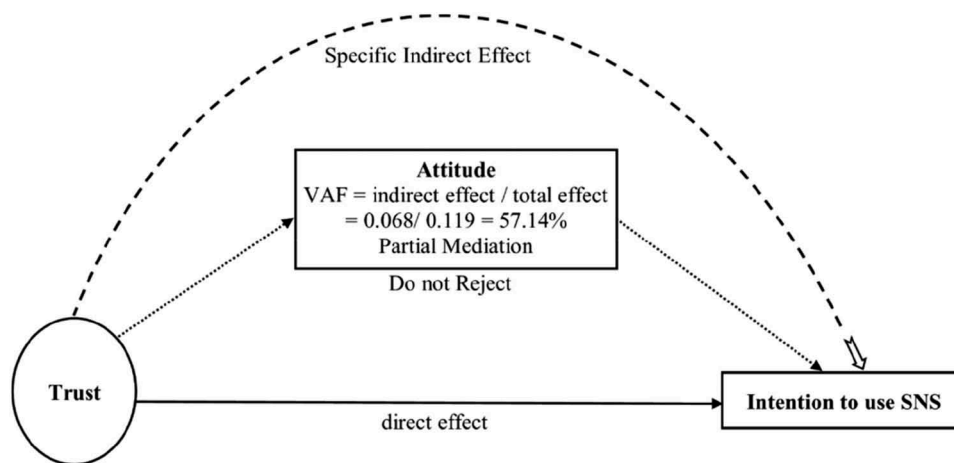 Specific Indirect Effect
Attitude
VAF = indirect effect / total effect
= 0.068/ 0.119 = 57.14%
Partial Mediation
Do not Reject
Trust
Intention to use SNS
direct effect